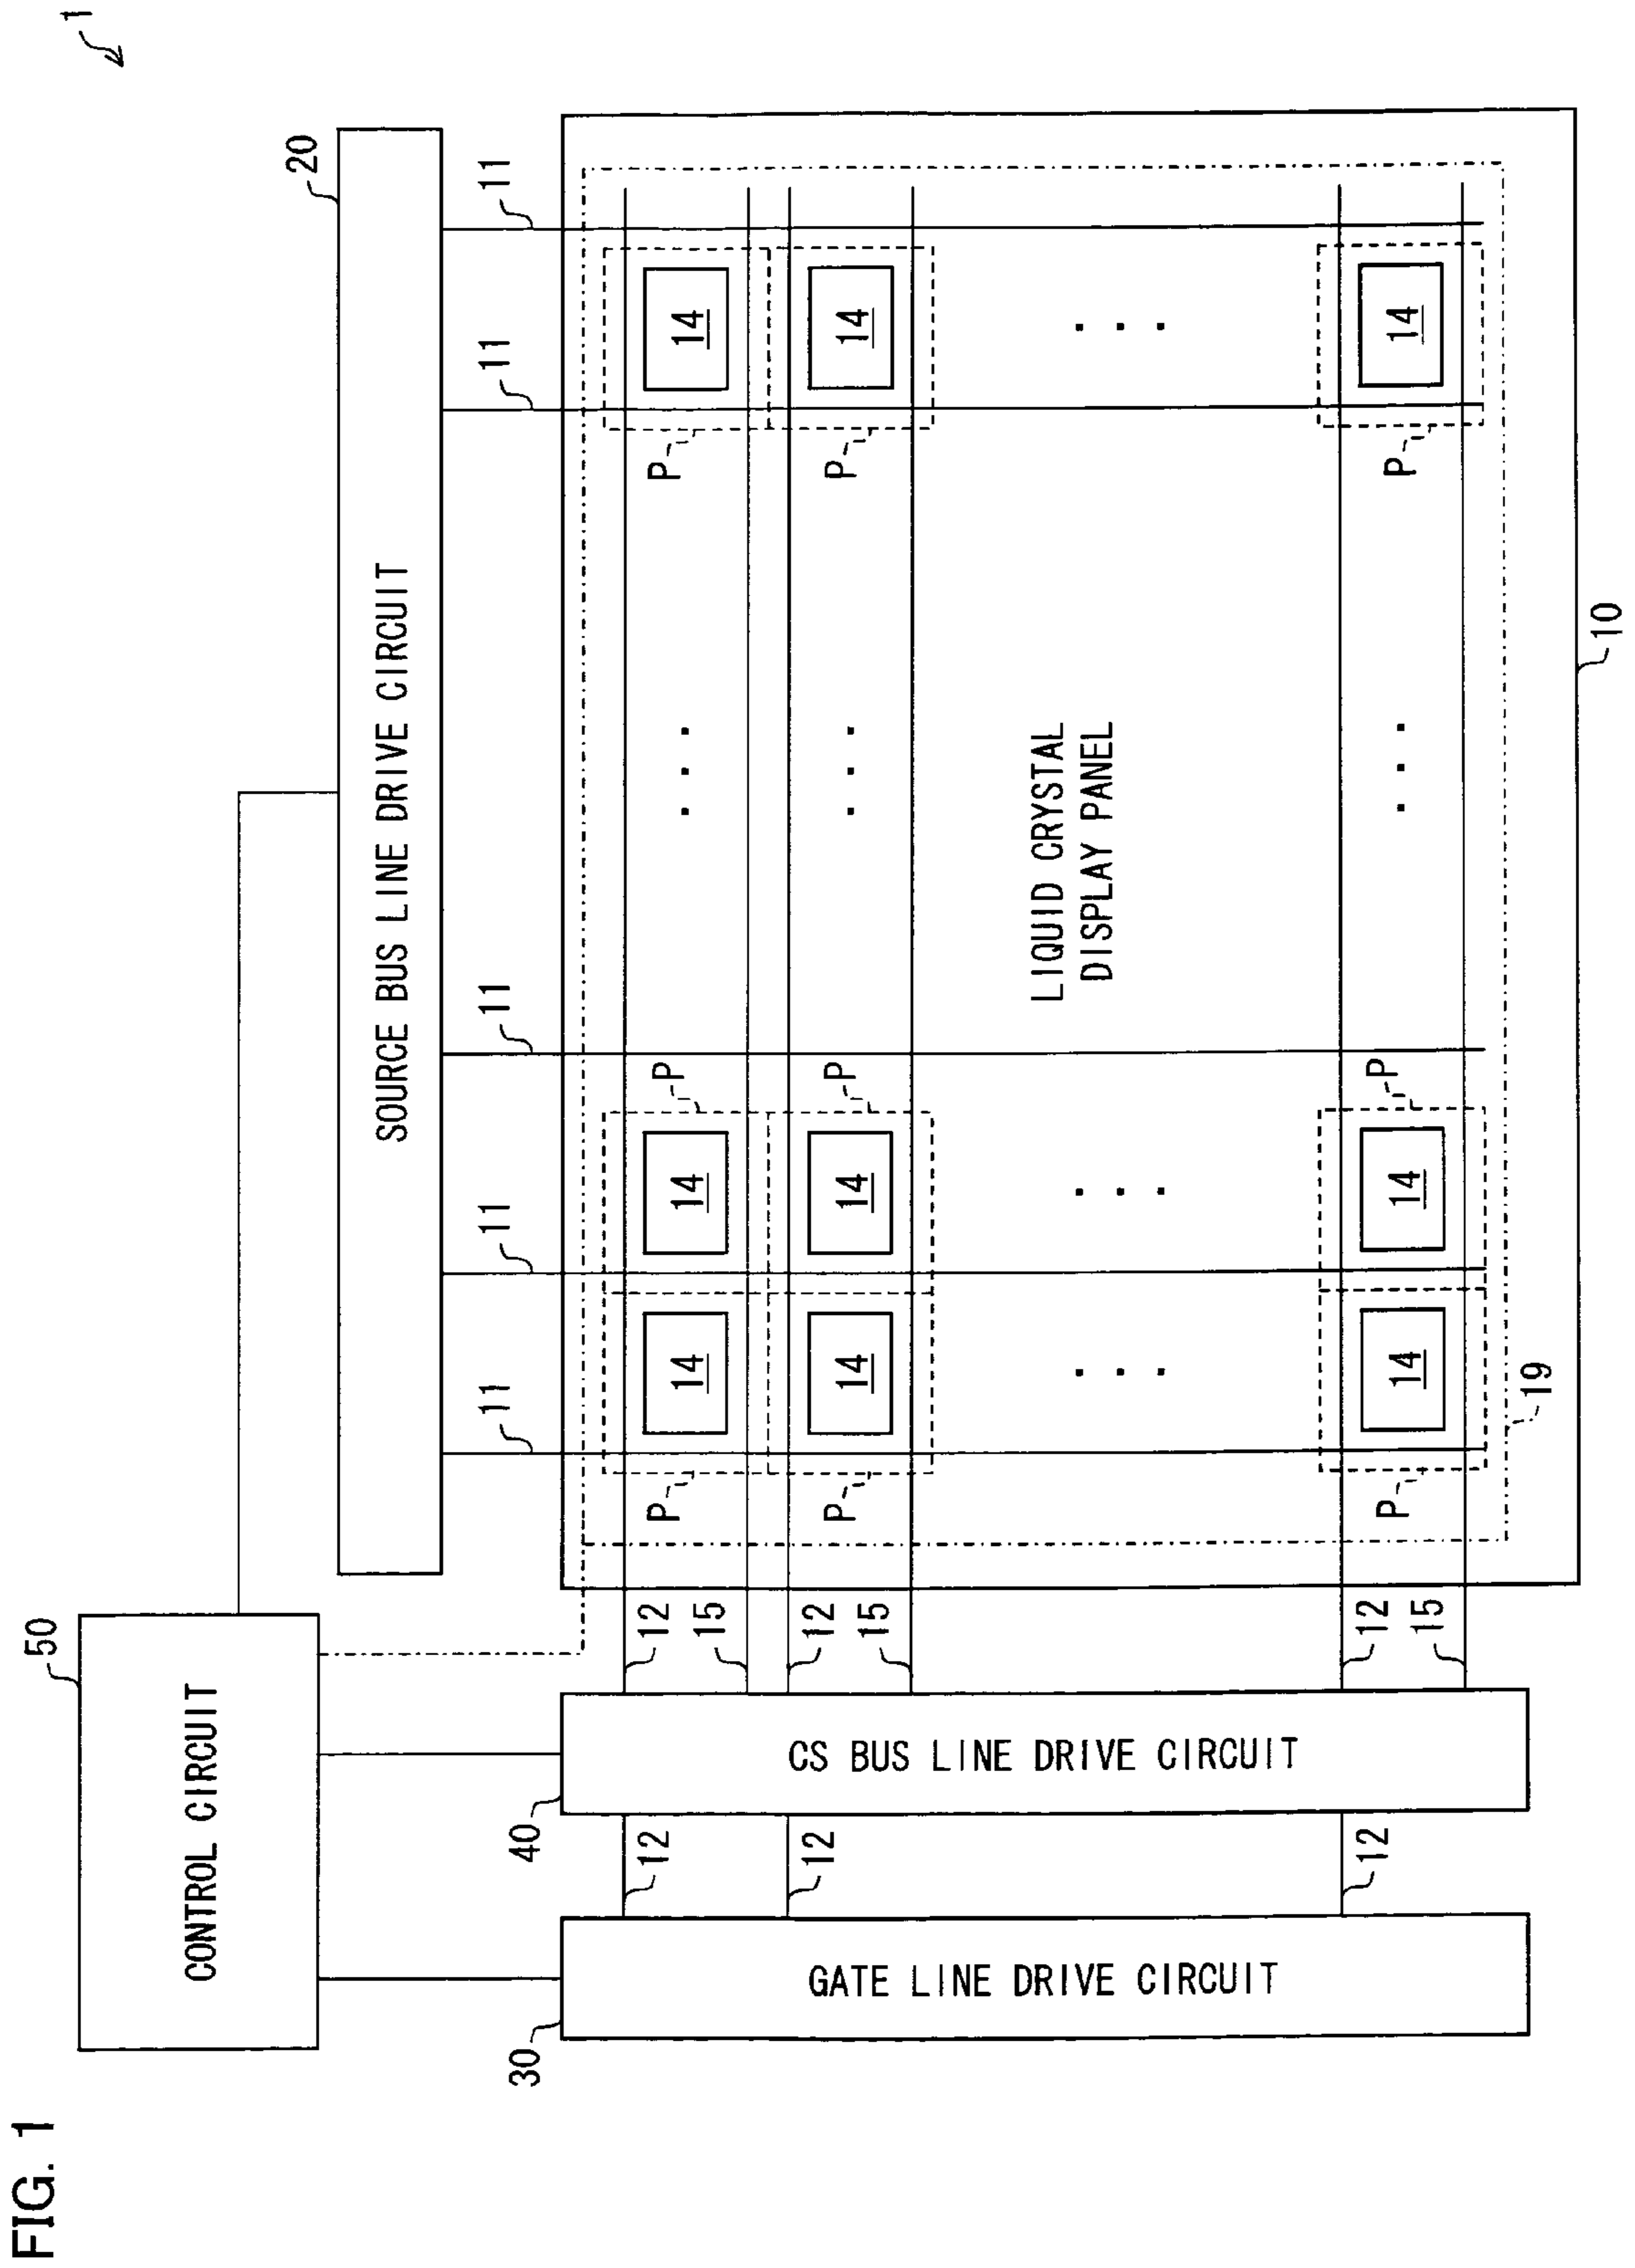 FIG. 1
1
50
CONTROL CIRCUIT
20
SOURCE BUS LINE DRIVE CIRCUIT
11 11 11 11 11
30 40
12 12 P P P
14 14 14
15
12 12 P P P
14 14 14
15
GATE LINE DRIVE CIRCUIT
CS BUS LINE DRIVE CIRCUIT
LIQUID CRYSTAL
DISPLAY PANEL
12 12 P P P
14 14 14
15
19
10